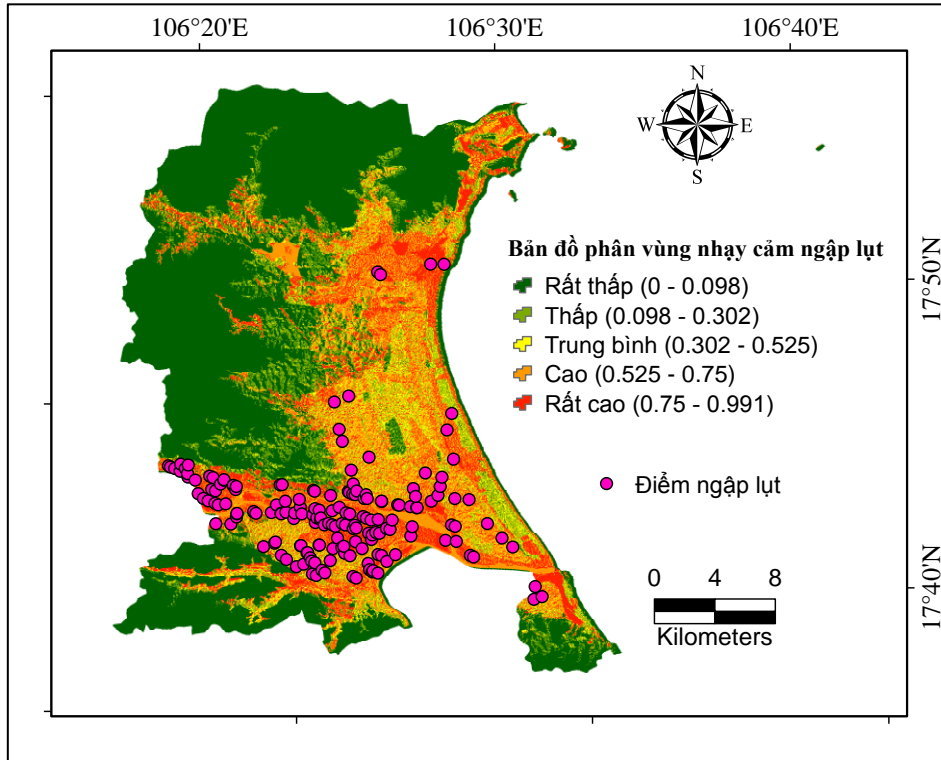 106°20'E 106°30'E 106°40'E
N
W E
S
Bản đồ phân vùng nhạy cảm ngập lụt
Rất thấp (0 - 0.098)
Thấp (0.098 - 0.302)
Trung bình (0.302 - 0.525)
Cao (0.525 - 0.75)
Rất cao (0.75 - 0.991)
Điểm ngập lụt
17°50'N
17°40'N
0 4 8
Kilometers